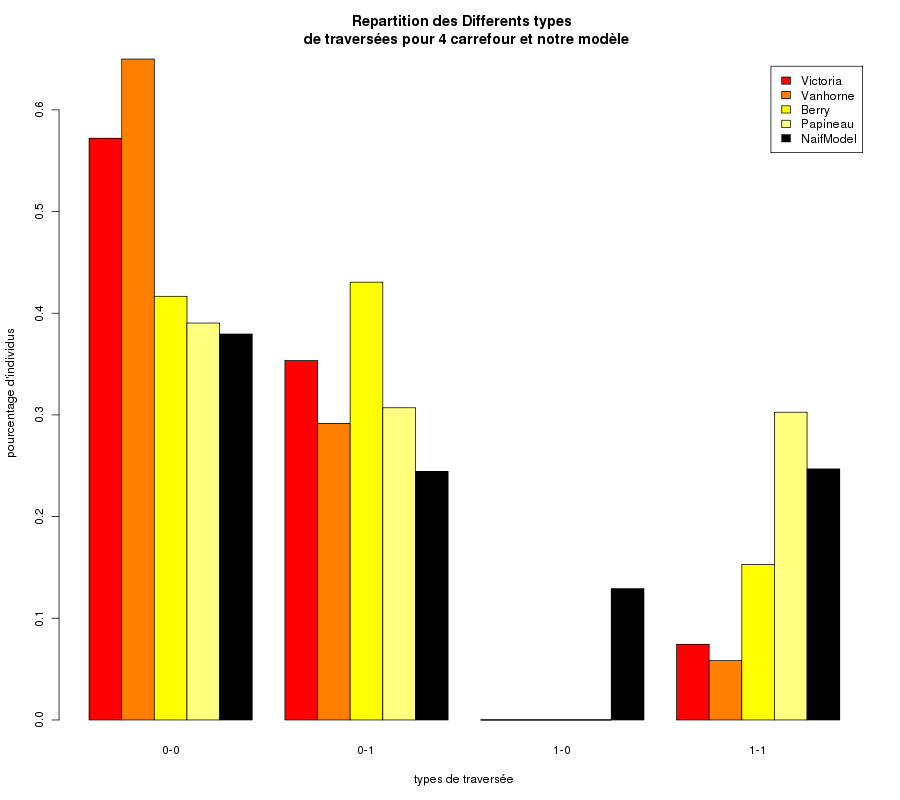 Repartition des Differents types
de traversées pour 4 carrefour et notre modèle
Victoria
Vanhorne
Berry
Papineau
NaifModel
pourcentage d'individus
0.6
0.5
0.4
0.3
0.2
0.1
0.0
0-0
0-1
1-0
1-1
types de traversée